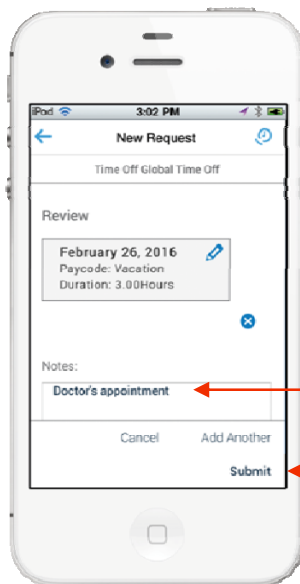 iPod 3:02 PM
New Request
Time Off Global Time Off
Review
February 26, 2016
Paycode: Vacation
Duration: 3.00Hours
Notes:
Doctor's appointment
Cancel Add Another
Submit